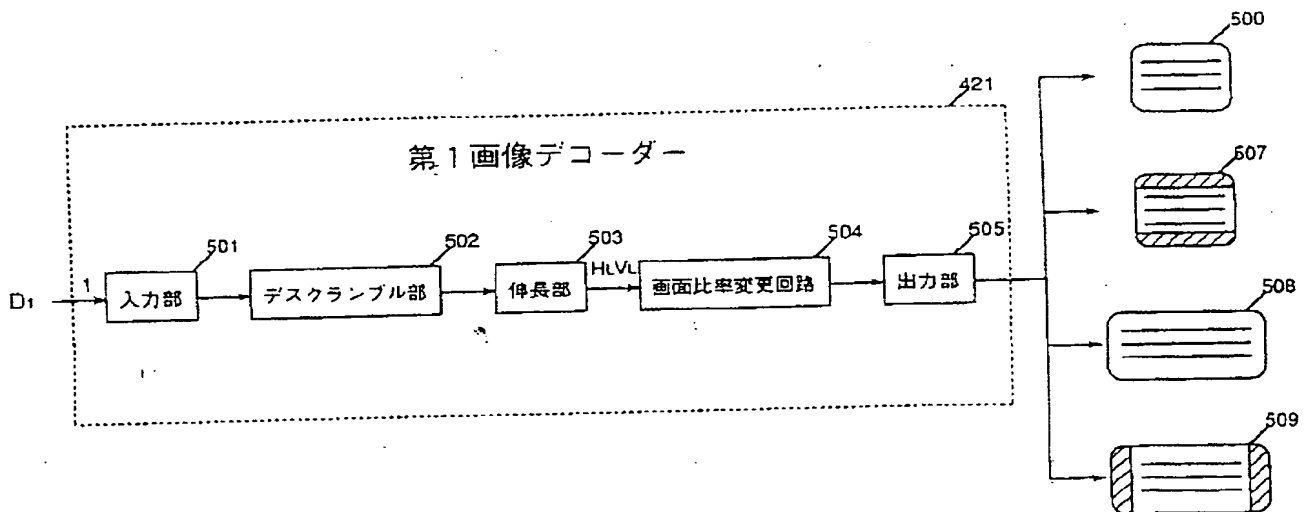 500
421
第1画像デコーダー
507
501
502
503
504
505
D1
1
入力部
デスクランブル部
伸長部
HLVL
画面比率変更回路
出力部
508
509